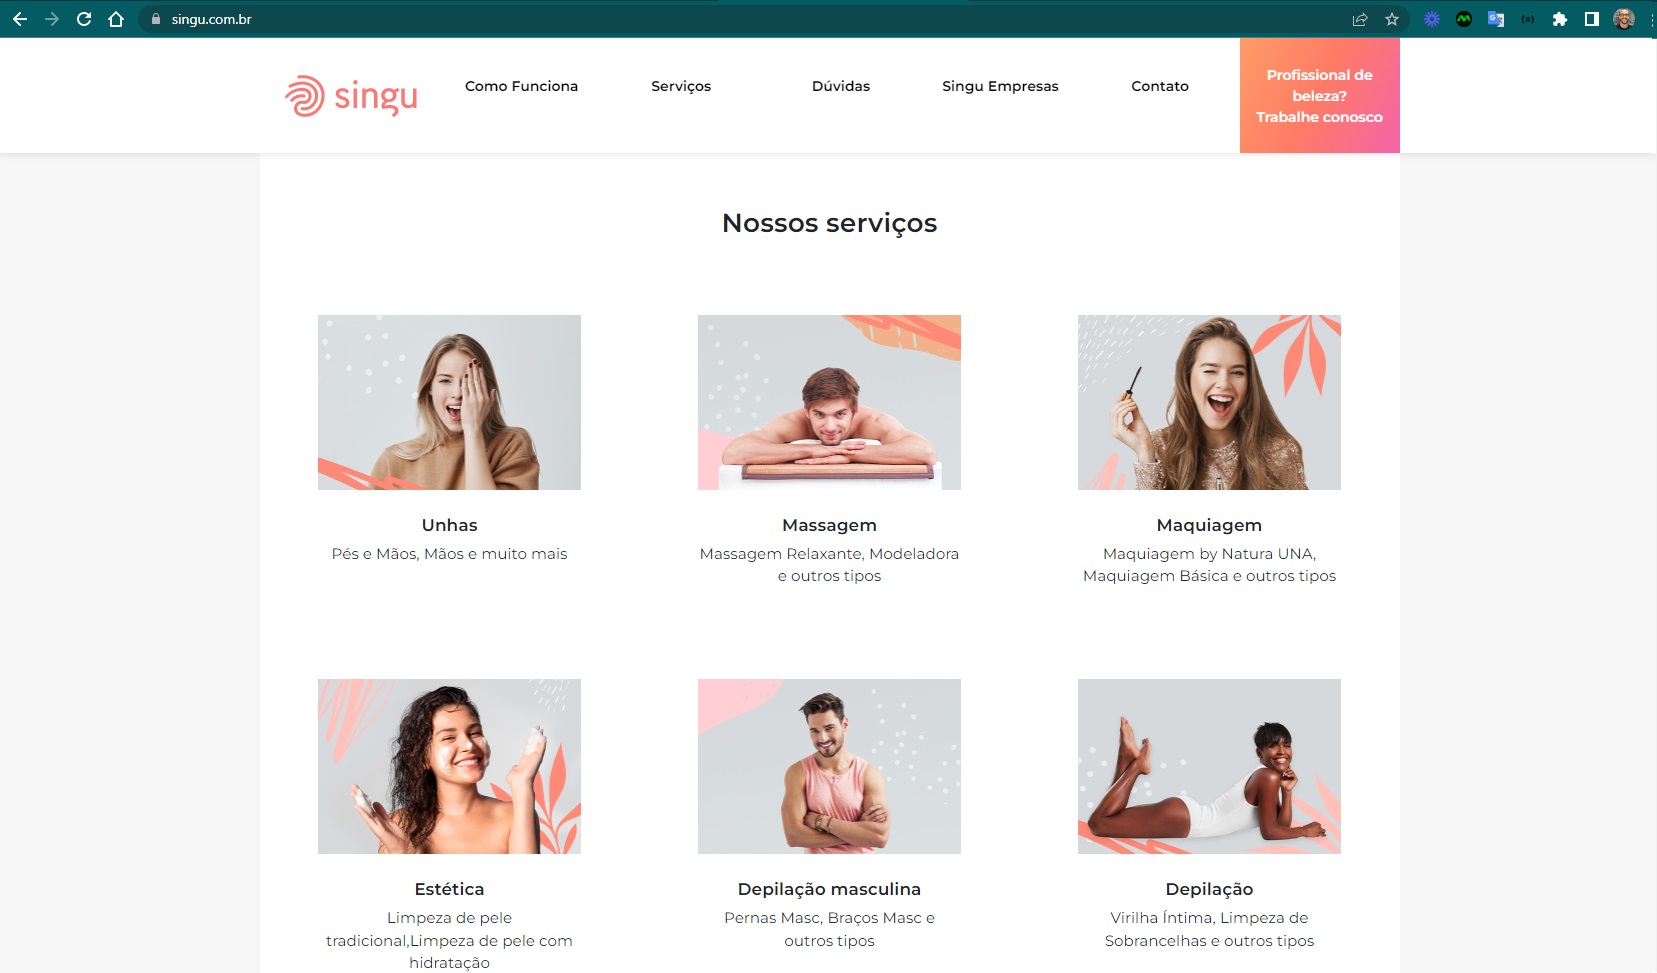 singu.com.br
singu
Como Funciona
Serviços
Dúvidas
Singu Empresas
Contato
Profissional de
beleza?
Trabalhe conosco
Nossos serviços
Unhas
Pés e Mãos, Mãos e muito mais
Massagem
Massagem Relaxante, Modeladora
e outros tipos
Maquiagem
Maquiagem by Natura UNA,
Maquiagem Básica e outros tipos
Estética
Limpeza de pele
tradicional,Limpeza de pele com
hidratação
Depilação masculina
Pernas Masc, Braços Masc e
outros tipos
Depilação
Virilha Íntima, Limpeza de
Sobrancelhas e outros tipos